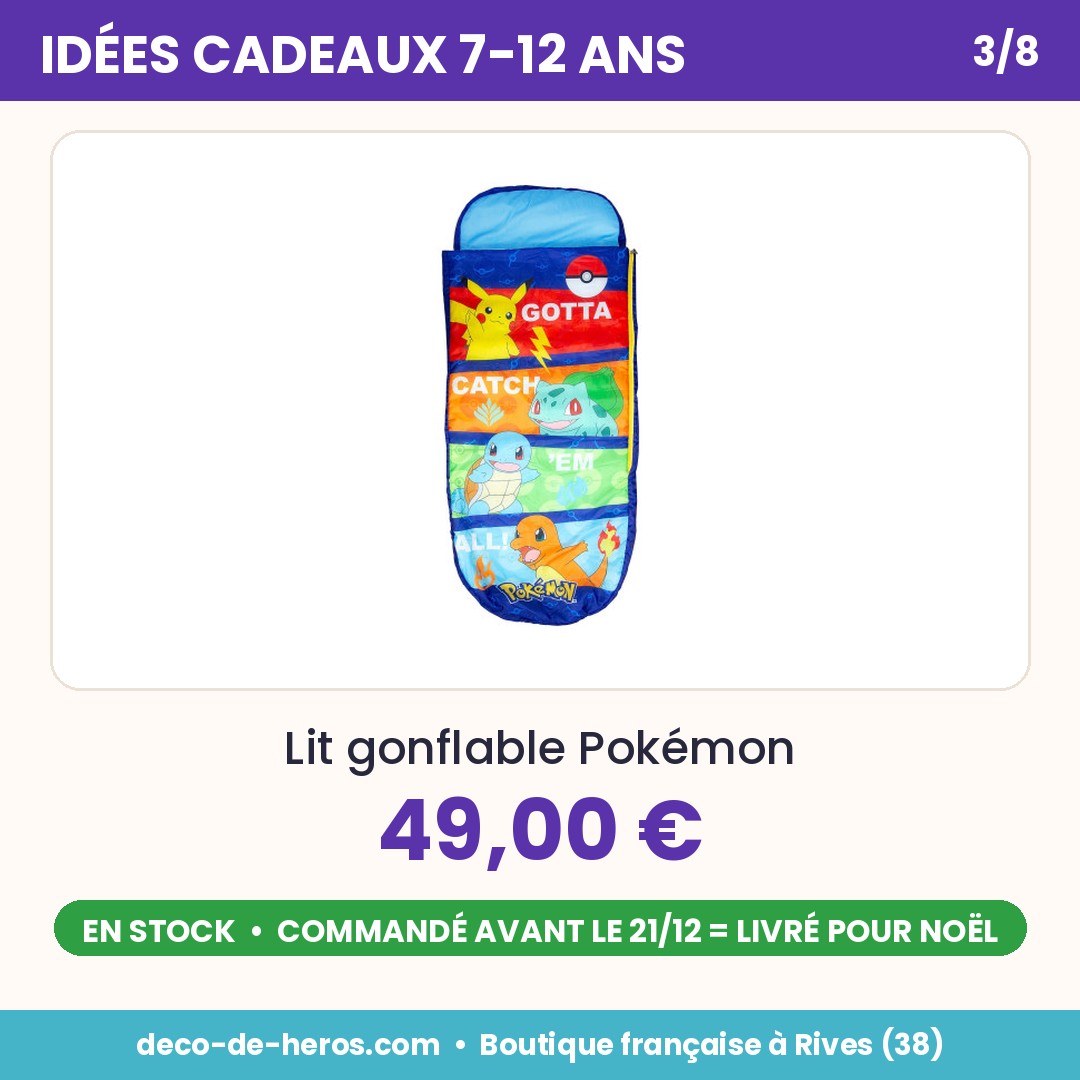 IDÉES CADEAUX 7-12 ANS
3/8
GOTTA
CATCH
'EM
ALL!
Pokémon
Lit gonflable Pokémon
49,00 €
EN STOCK • COMMANDÉ AVANT LE 21/12 = LIVRÉ POUR NOËL
deco-de-heros.com • Boutique française à Rives (38)